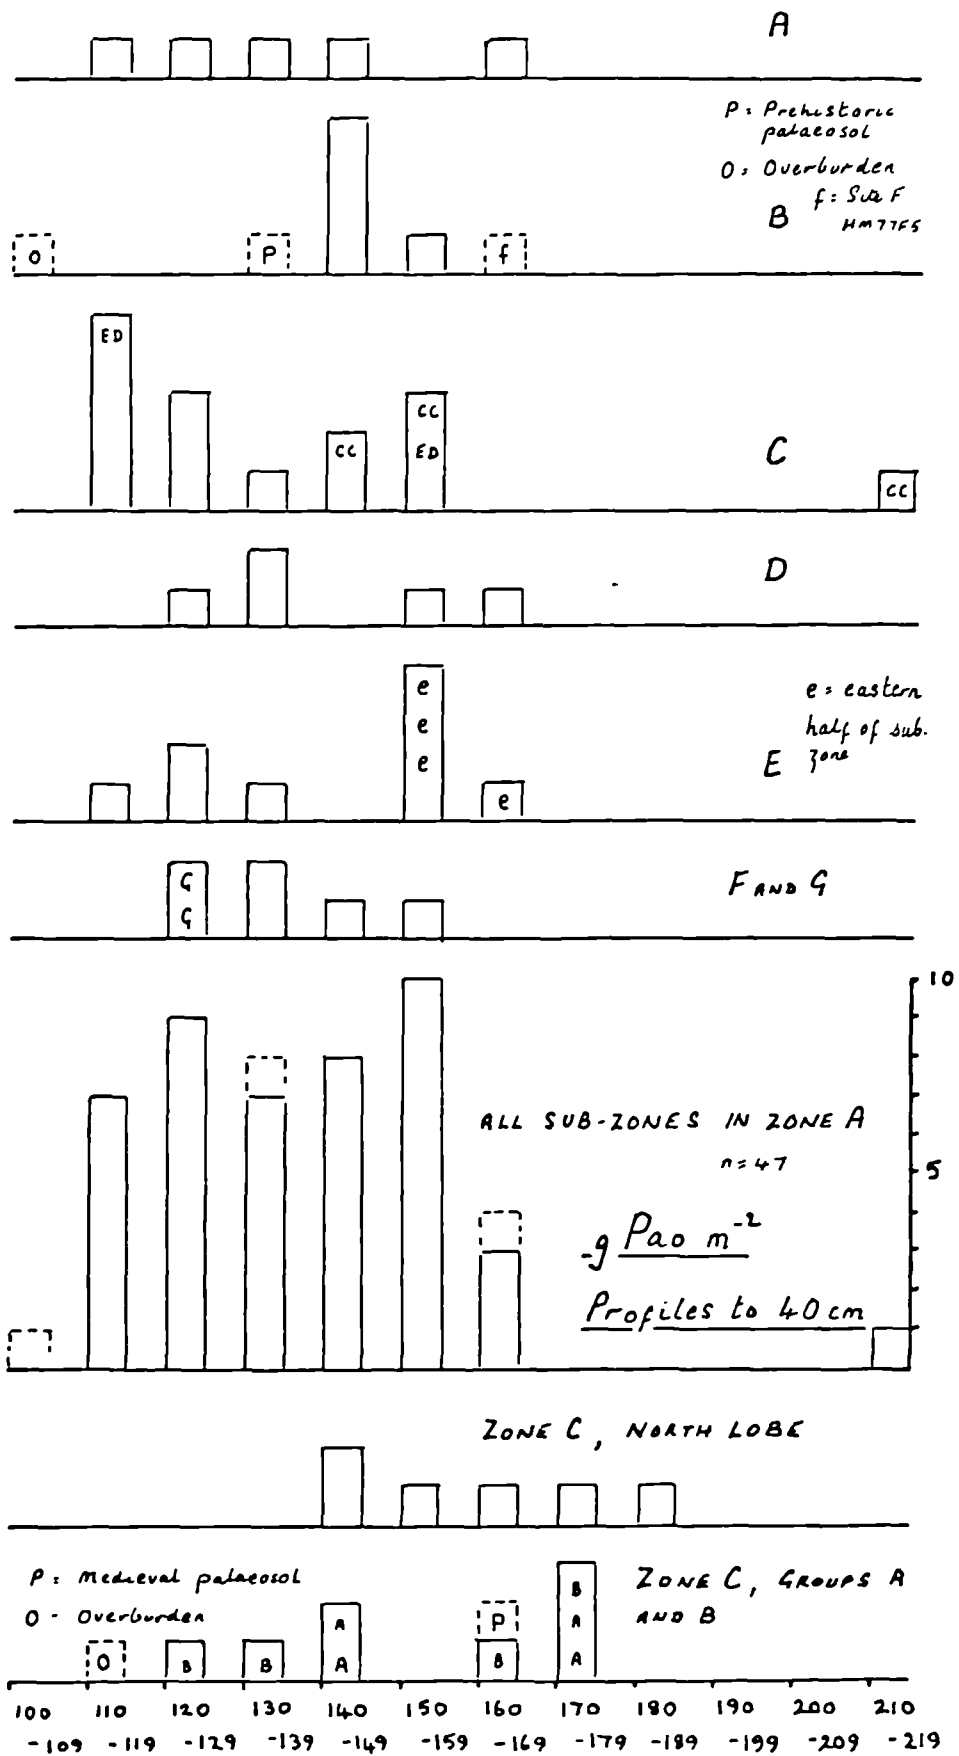 A
P = Prehistoric
palaeosol
O = Overburden
f = Site F
B HM77F5
O P f
ED
CC
CC
ED
C
CC
D
e
e
e
e = eastern
half of sub-
zone
E
e
G
G
F AND G
10
ALL SUB-ZONES IN ZONE A
n = 47
5
g Pao m⁻²
Profiles to 40 cm
ZONE C, NORTH LOBE
P = Medieval palaeosol
O - Overburden
ZONE C, GROUPS A
AND B
O B B A A P B B A A
100 110 120 130 140 150 160 170 180 190 200 210
-109 -119 -129 -139 -149 -159 -169 -179 -189 -199 -209 -219